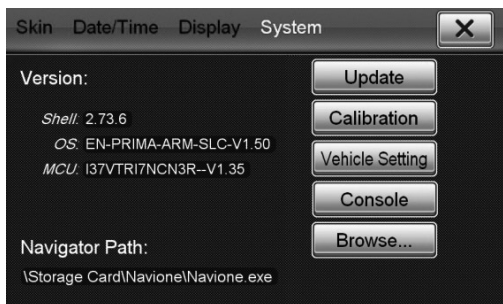 Skin Date/Time Display System X
Version:
Update
Shell: 2.73.6
Calibration
OS: EN-PRIMA-ARM-SLC-V1.50
MCU: I37VTRI7NCN3R--V1.35
Vehicle Setting
Console
Navigator Path:
Browse...
\Storage Card\Navione\Navione.exe